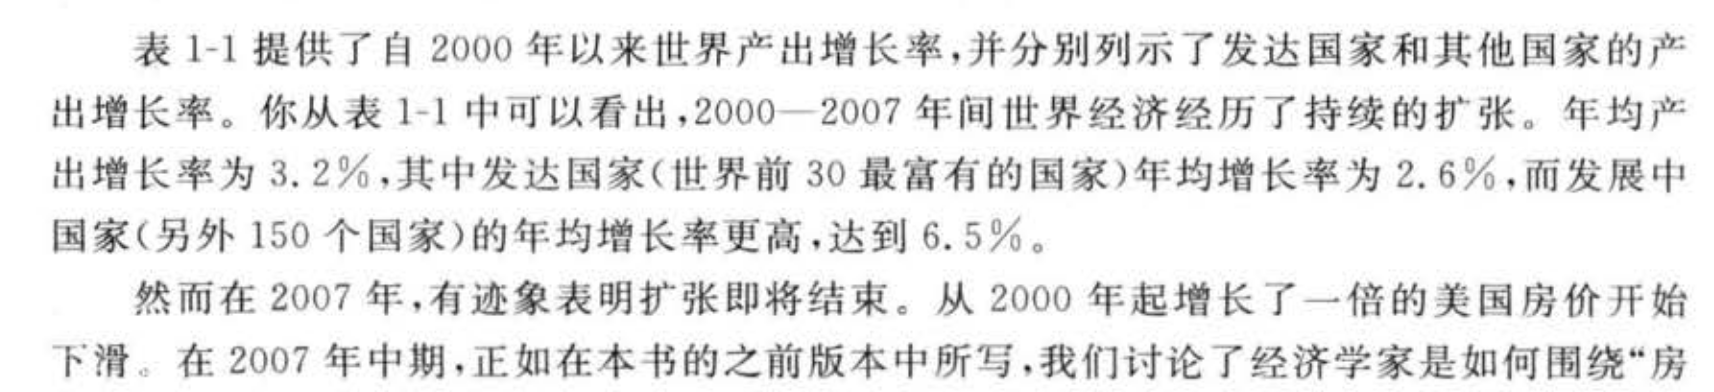 表 1-1 提供了自 2000 年以来世界产出增长率,并分别列示了发达国家和其他国家的产
出增长率。你从表 1-1 中可以看出,2000—2007 年间世界经济经历了持续的扩张。年均产
出增长率为 3.2%,其中发达国家(世界前 30 最富有的国家)年均增长率为 2.6%,而发展中
国家(另外 150 个国家)的年均增长率更高,达到 6.5%。
然而在 2007 年,有迹象表明扩张即将结束。从 2000 年起增长了一倍的美国房价开始
下滑。在 2007 年中期,正如在本书的之前版本中所写,我们讨论了经济学家是如何围绕“房